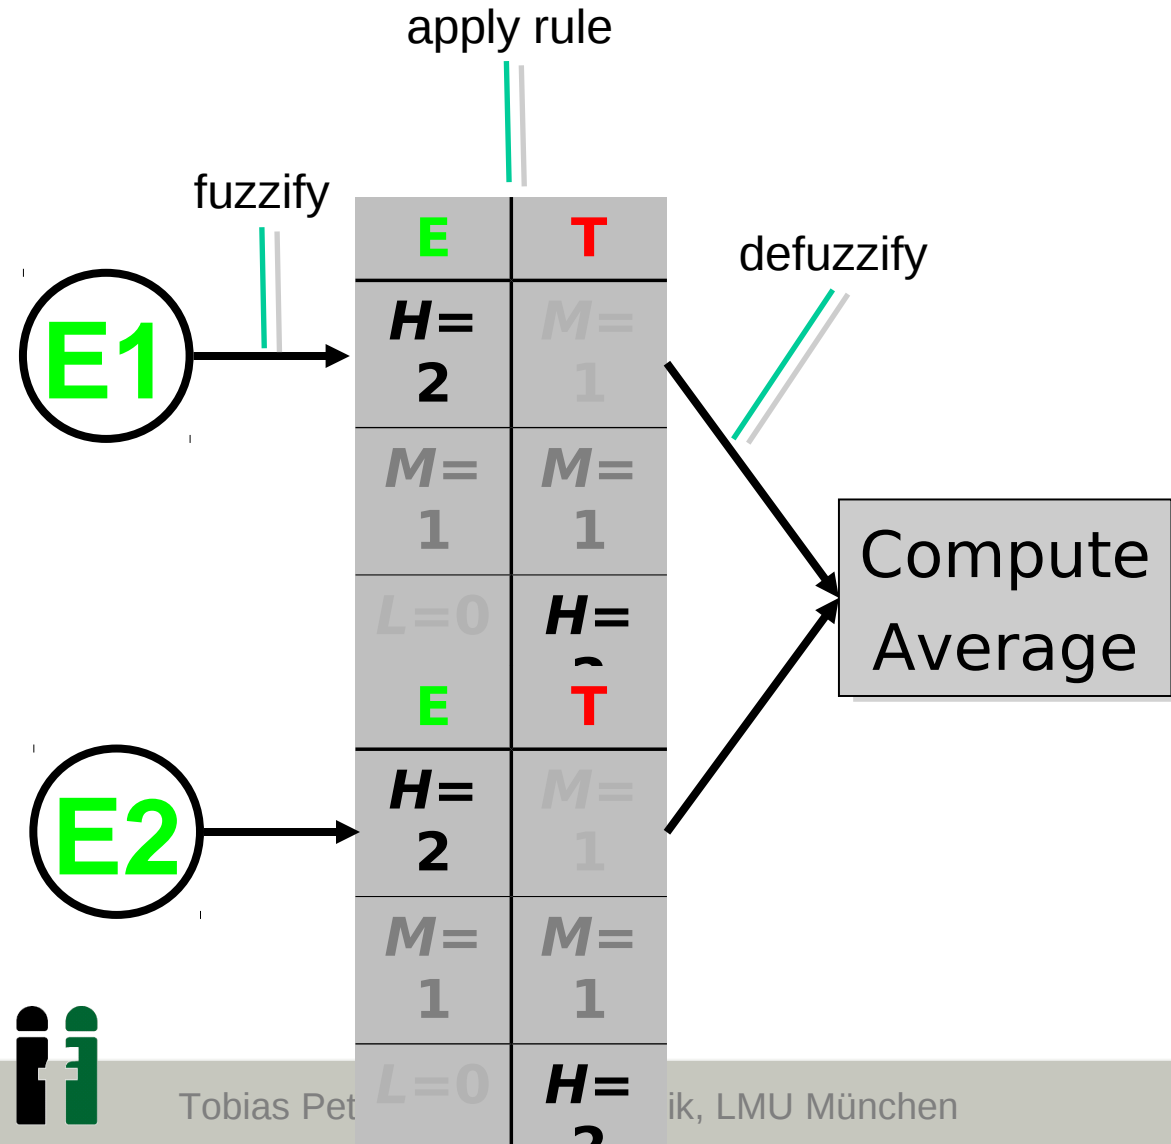 apply rule
fuzzify
defuzzify
E T
E1
H= M=
2 1
M= M=
1 1
L=0 H=
2
Compute
Average
E T
E2
H= M=
2 1
M= M=
1 1
L=0 H=
2
Tobias Pet ik, LMU München